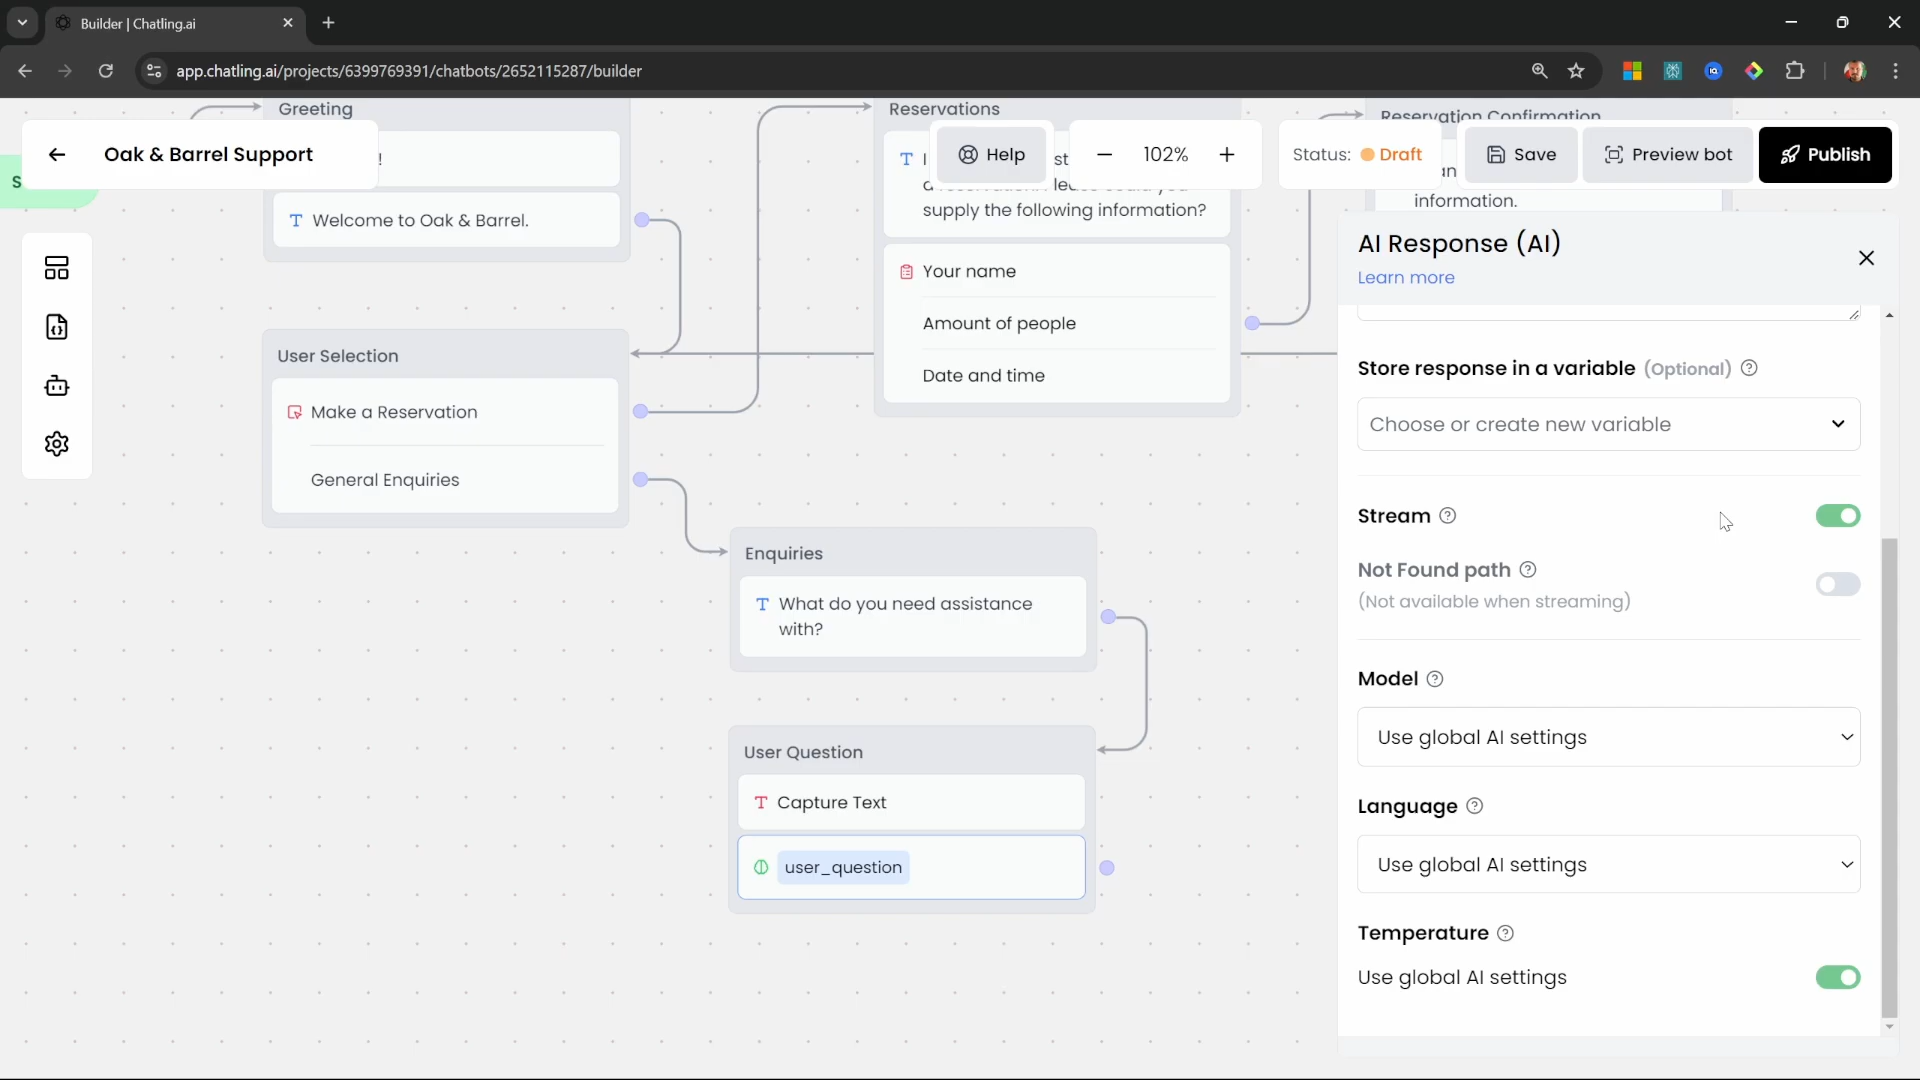 Builder | Chatling.ai
app.chatling.ai/projects/6399769391/chatbots/2652115287/builder
Greeting
Reservations
Reservation Confirmation
Oak & Barrel Support
!
Help
102%
Status: Draft
Save
Preview bot
Publish
S
I
st
supply the following information?
an
information.
Welcome to Oak & Barrel.
AI Response (AI)
Learn more
Your name
Amount of people
Date and time
User Selection
Make a Reservation
General Enquiries
Store response in a variable (Optional)
Choose or create new variable
Stream
Not Found path
(Not available when streaming)
Enquiries
What do you need assistance
with?
Model
Use global AI settings
User Question
Capture Text
user_question
Language
Use global AI settings
Temperature
Use global AI settings